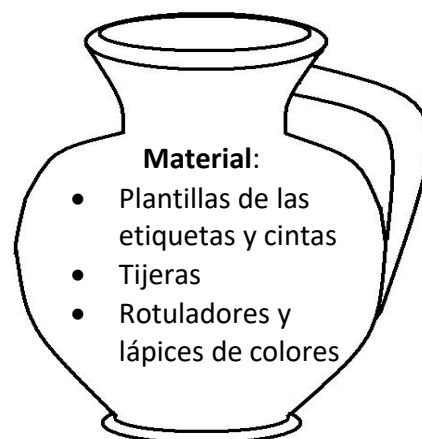 Material:
• Plantillas de las
etiquetas y cintas
• Tijeras
• Rotuladores y
lápices de colores